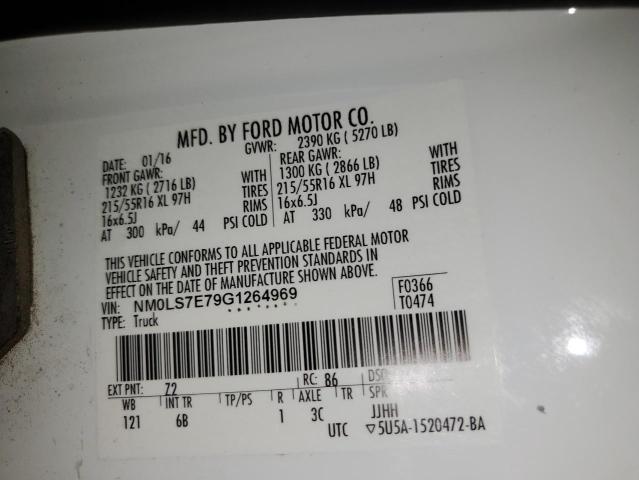 MFD. BY FORD MOTOR CO.
DATE: 01/16 GVWR: 2390 KG ( 5270 LB)
FRONT GAWR: REAR GAWR:
1232 KG ( 2716 LB) WITH 1300 KG ( 2866 LB) WITH
215/55R16 XL 97H TIRES 215/55R16 XL 97H TIRES
16x6.5J RIMS 16x6.5J RIMS
AT 300 kPa/ 44 PSI COLD AT 330 kPa/ 48 PSI COLD
THIS VEHICLE CONFORMS TO ALL APPLICABLE FEDERAL MOTOR
VEHICLE SAFETY AND THEFT PREVENTION STANDARDS IN
EFFECT ON THE DATE OF MANUFACTURE SHOWN ABOVE.
VIN: NM0LS7E79G1264969 F0366
TYPE: Truck T0474
EXT PNT: 72 RC: 86 DSO:
WB INT TR TP/PS R AXLE TR SPR
121 6B 1 3C JJHH
UTC ▽5U5A-1520472-BA